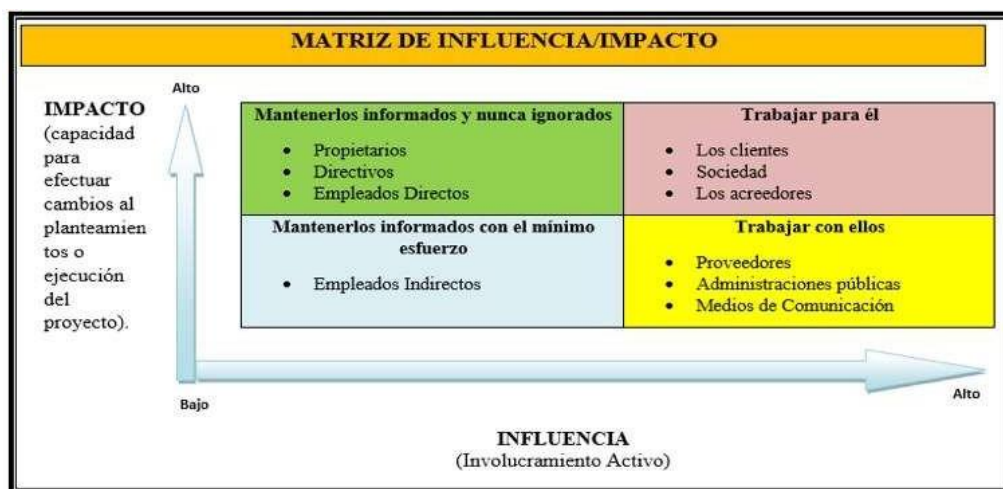 MATRIZ DE INFLUENCIA/IMPACTO
Alto
IMPACTO
(capacidad
para
efectuar
cambios al
planteamien
tos o
ejecución
del
proyecto).
Mantenerlos informados y nunca ignorados
• Propietarios
• Directivos
• Empleados Directos
Trabajar para él
• Los clientes
• Sociedad
• Los acreedores
Mantenerlos informados con el mínimo
esfuerzo
• Empleados Indirectos
Trabajar con ellos
• Proveedores
• Administraciones públicas
• Medios de Comunicación
Bajo
Alto
INFLUENCIA
(Involucramiento Activo)